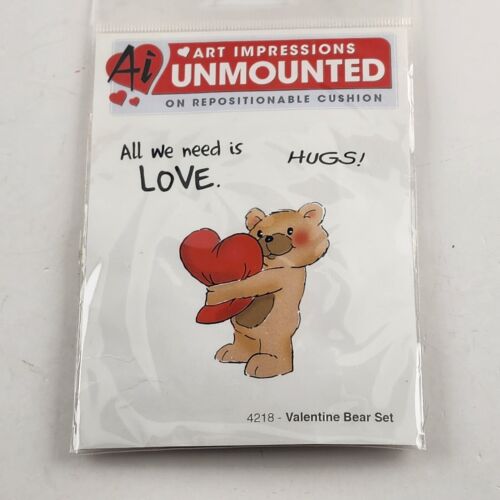 Ai
ART IMPRESSIONS
UNMOUNTED
ON REPOSITIONABLE CUSHION
All we need is
LOVE.
HUGS!
4218 - Valentine Bear Set